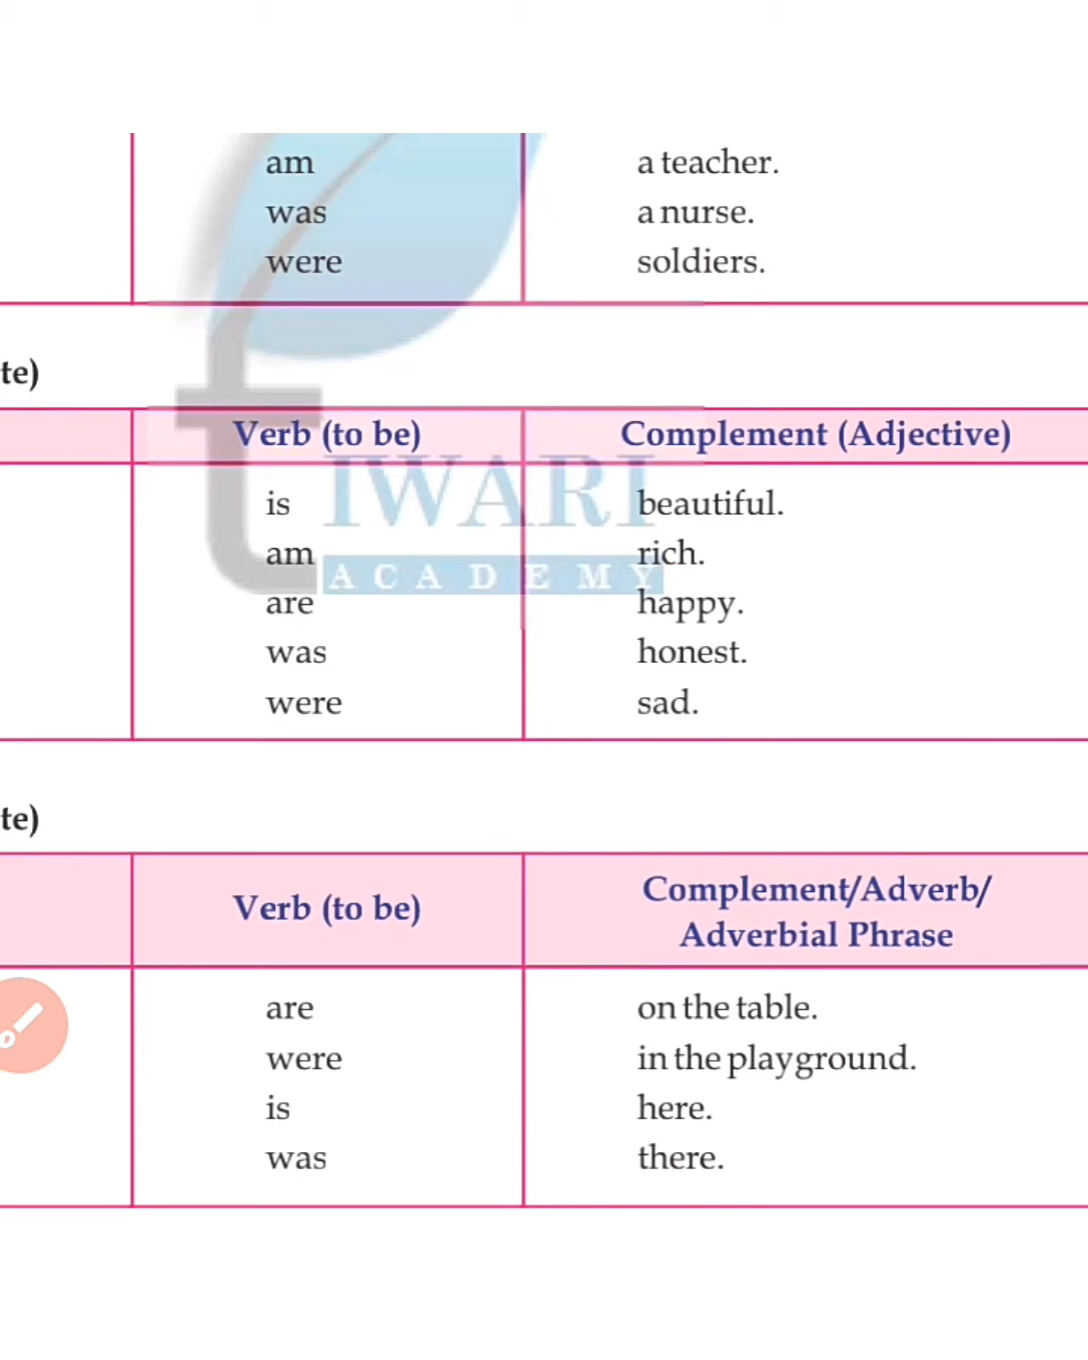 am a teacher.
was a nurse.
were soldiers.
te)
Verb (to be) Complement (Adjective)
is beautiful.
IWARI
am rich.
ACADEMY
are happy.
was honest.
were sad.
te)
Verb (to be) Complement/Adverb/
Adverbial Phrase
are on the table.
were in the playground.
is here.
was there.